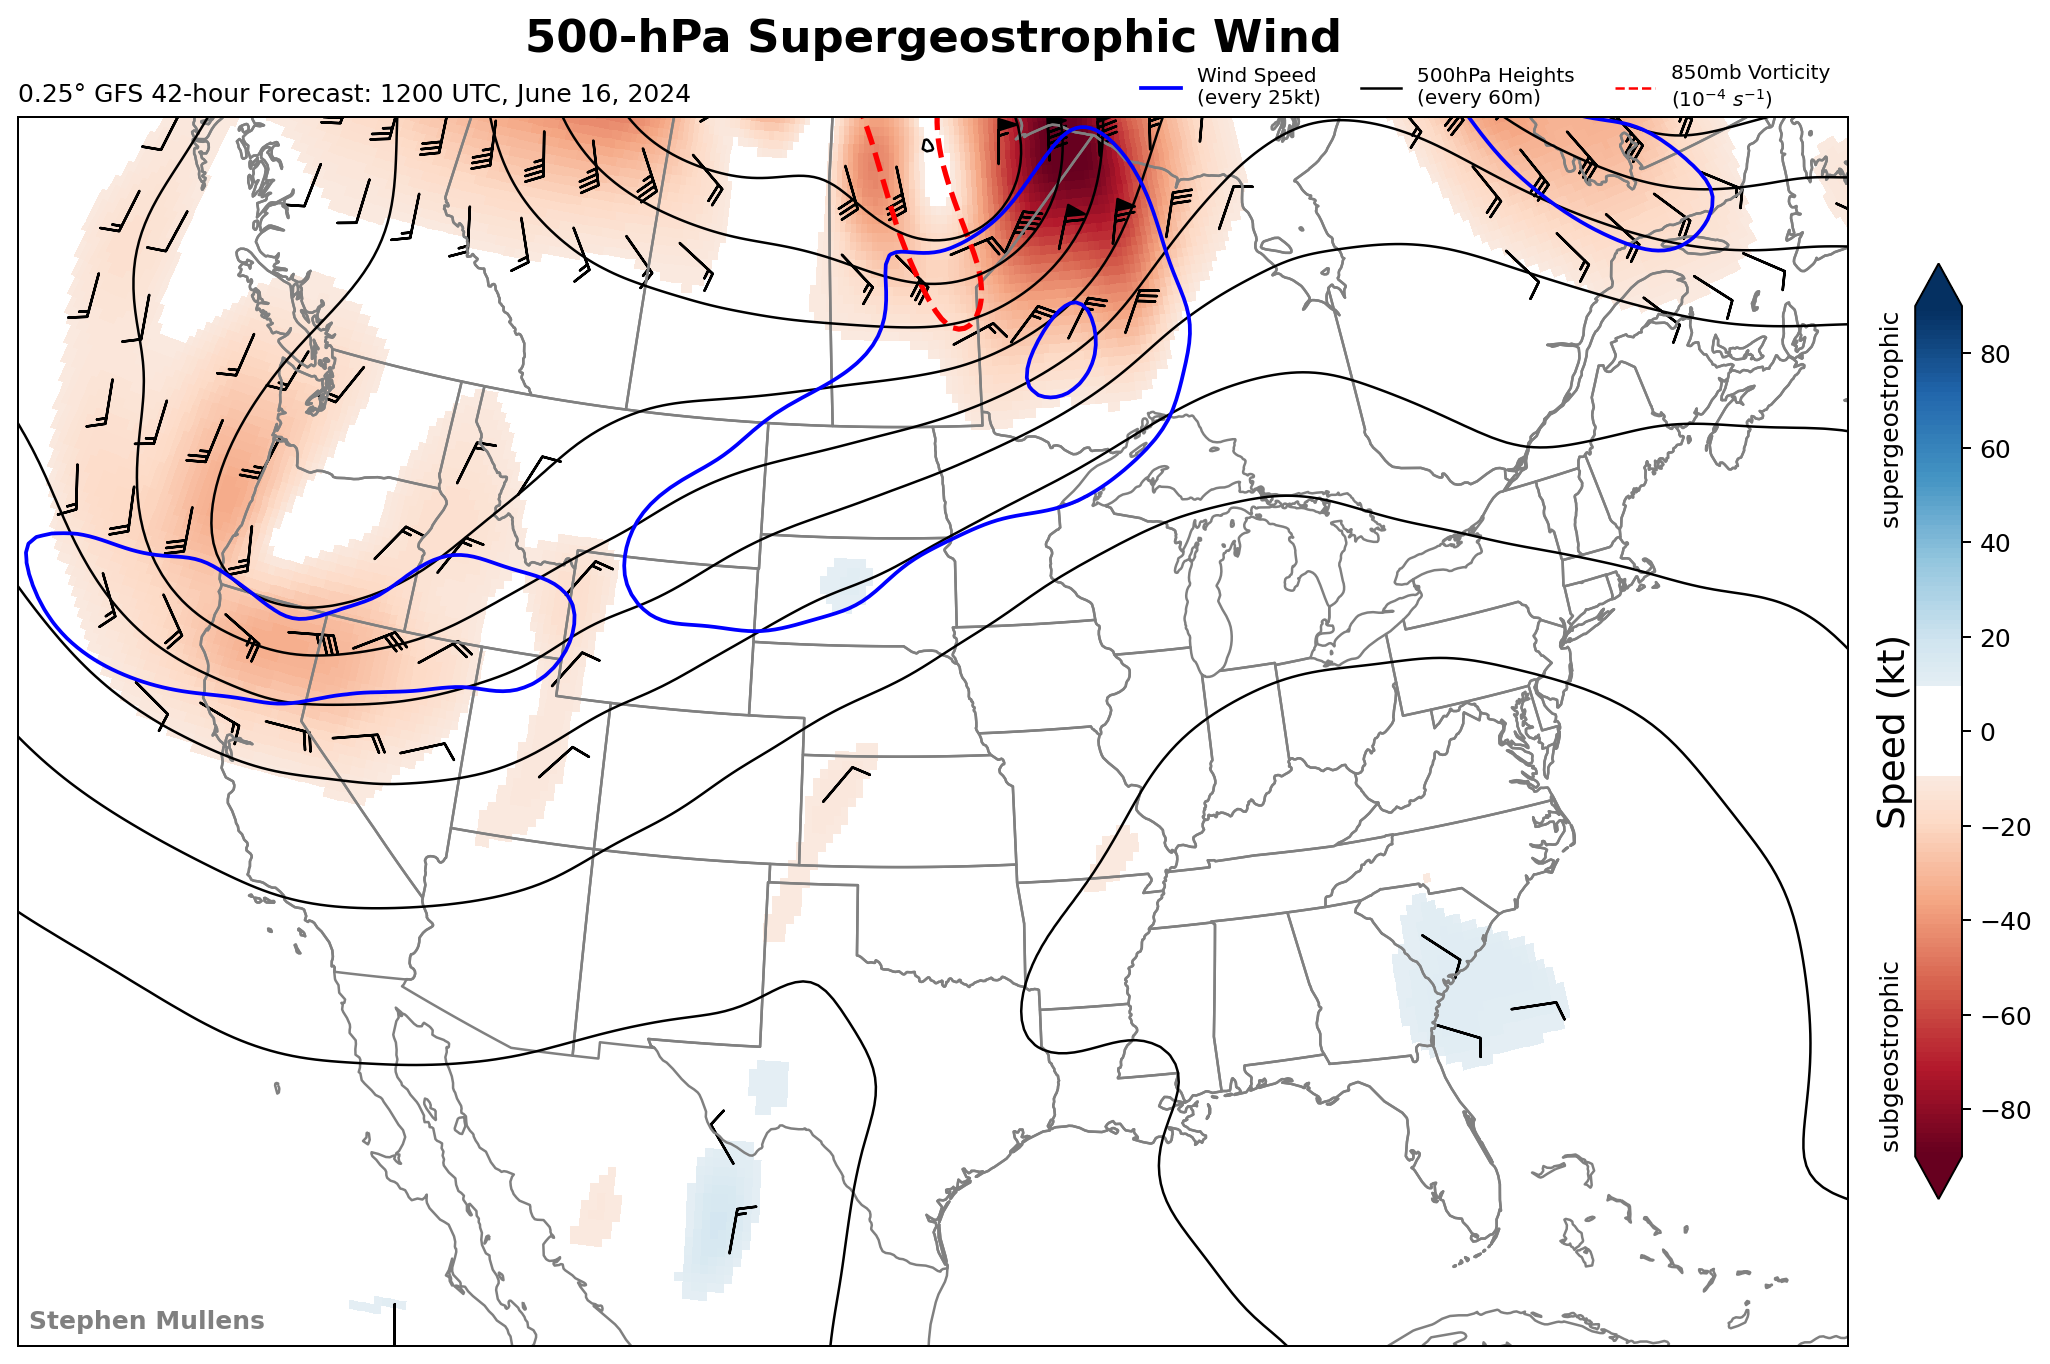 500-hPa Supergeostrophic Wind
0.25° GFS 42-hour Forecast: 1200 UTC, June 16, 2024
Wind Speed
(every 25kt)
500hPa Heights
(every 60m)
850mb Vorticity
(10⁻⁴ s⁻¹)
supergeostrophic
Speed (kt)
subgeostrophic
80
60
40
20
0
−20
−40
−60
−80
Stephen Mullens